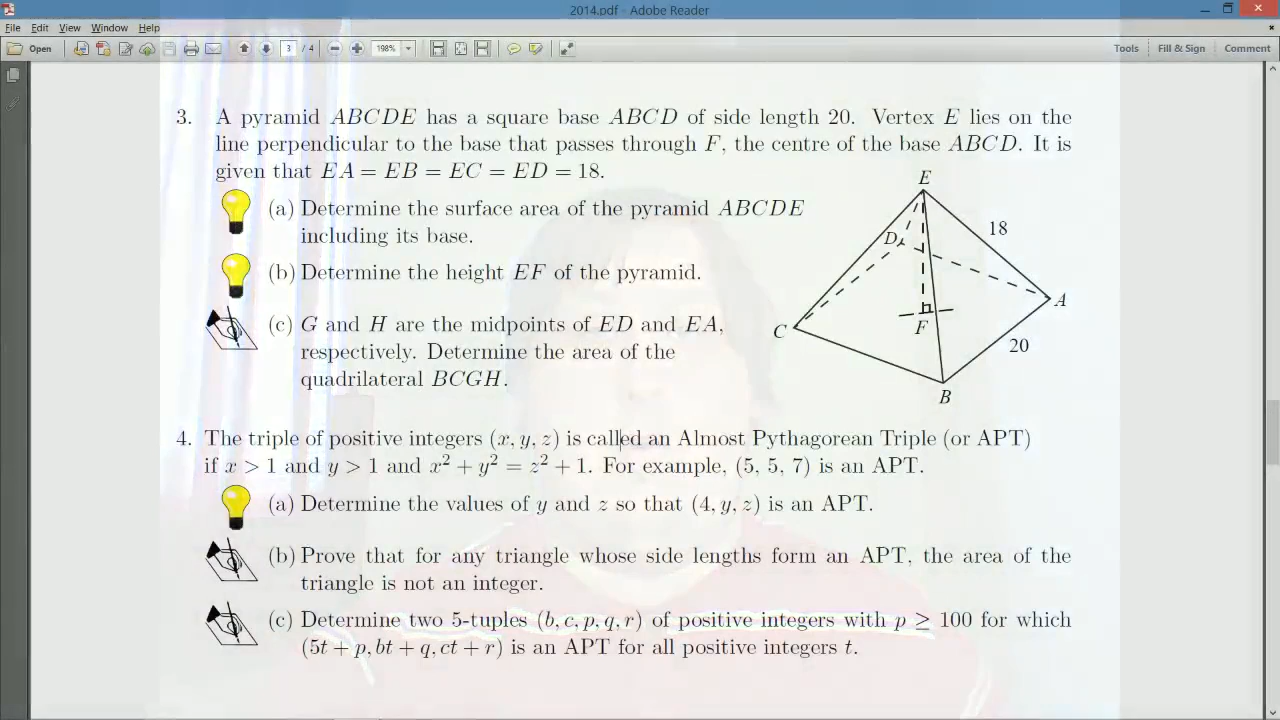 2014.pdf - Adobe Reader
File Edit View Window Help
Open 3 / 4 198% Tools Fill & Sign Comment
3. A pyramid ABCDE has a square base ABCD of side length 20. Vertex E lies on the
line perpendicular to the base that passes through F, the centre of the base ABCD. It is
given that EA = EB = EC = ED = 18.
(a) Determine the surface area of the pyramid ABCDE
including its base.
(b) Determine the height EF of the pyramid.
(c) G and H are the midpoints of ED and EA,
respectively. Determine the area of the
quadrilateral BCGH.
E
18
D
A
F
C
20
B
4. The triple of positive integers (x, y, z) is called an Almost Pythagorean Triple (or APT)
if x > 1 and y > 1 and x² + y² = z² + 1. For example, (5, 5, 7) is an APT.
(a) Determine the values of y and z so that (4, y, z) is an APT.
(b) Prove that for any triangle whose side lengths form an APT, the area of the
triangle is not an integer.
(c) Determine two 5-tuples (b, c, p, q, r) of positive integers with p ≥ 100 for which
(5t + p, bt + q, ct + r) is an APT for all positive integers t.